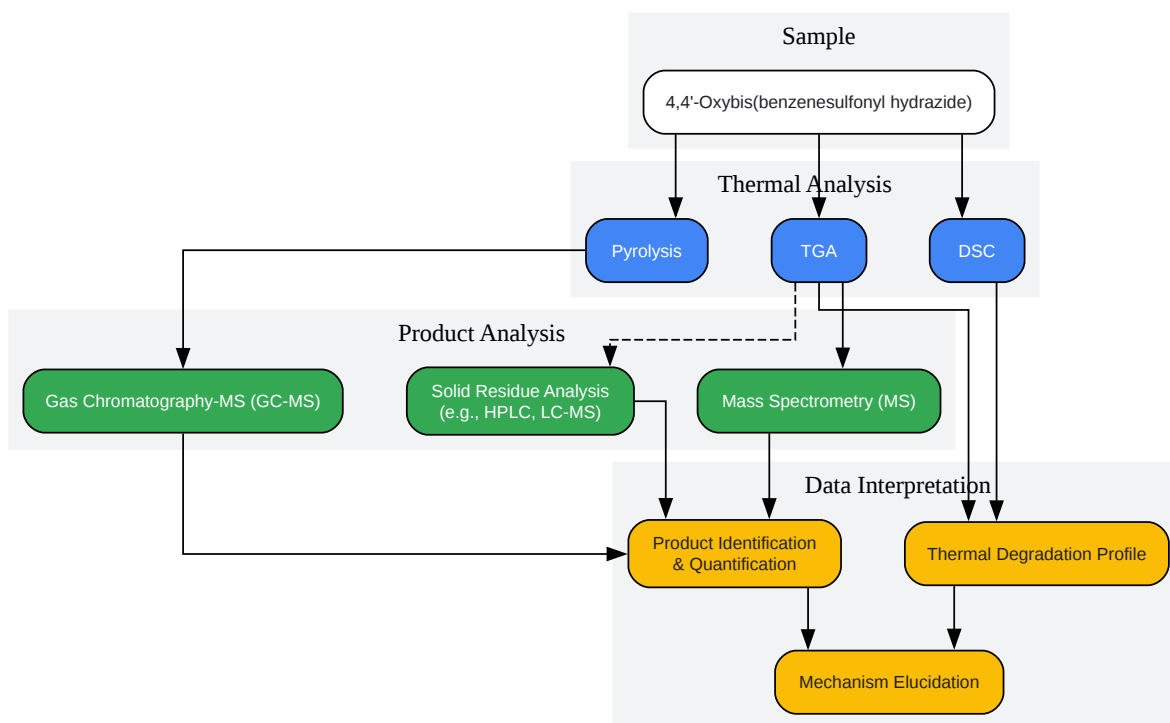 Sample
4,4'-Oxybis(benzenesulfonyl hydrazide)
Thermal Analysis
Pyrolysis
TGA
DSC
Product Analysis
Gas Chromatography-MS (GC-MS)
Solid Residue Analysis
(e.g., HPLC, LC-MS)
Mass Spectrometry (MS)
Data Interpretation
Product Identification
& Quantification
Thermal Degradation Profile
Mechanism Elucidation